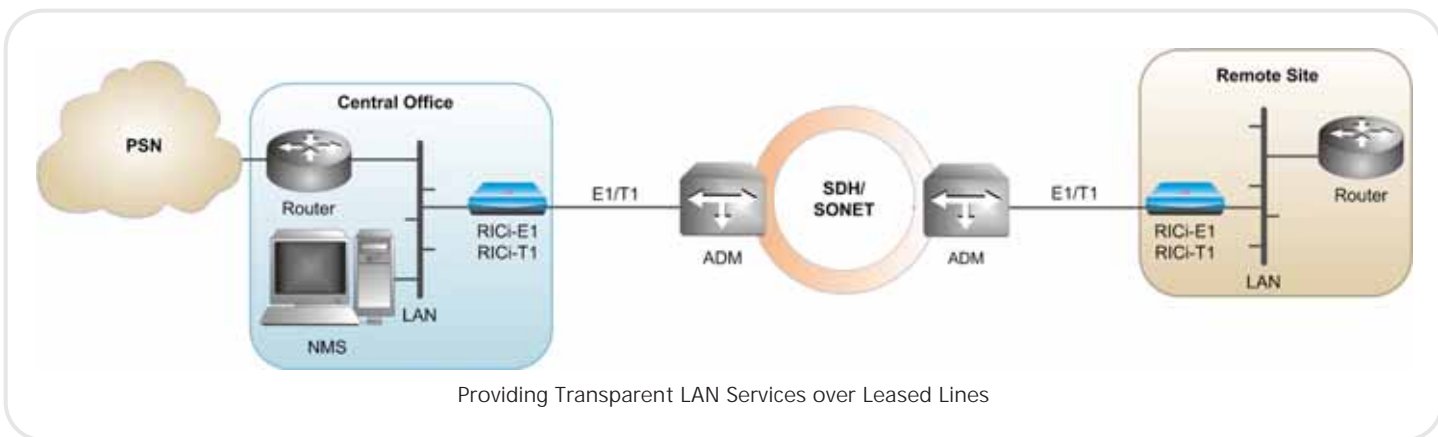 PSN
Central Office
Router
NMS
LAN
RICi-E1
RICi-T1
E1/T1
ADM
SDH/
SONET
ADM
E1/T1
Remote Site
RICi-E1
RICi-T1
LAN
Router
Providing Transparent LAN Services over Leased Lines